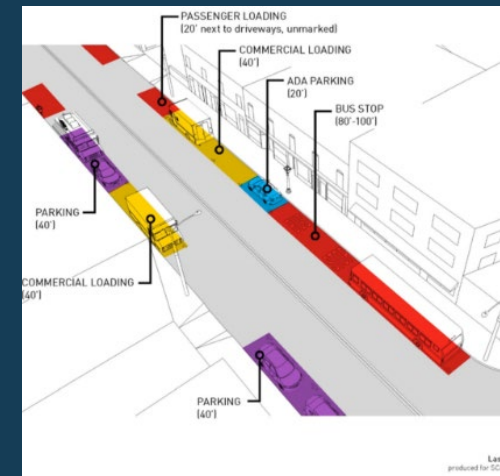 PASSENGER LOADING
(20' next to driveways, unmarked)
COMMERCIAL LOADING
(40')
ADA PARKING
(20')
BUS STOP
(80'-100')
PARKING
(40')
COMMERCIAL LOADING
(40')
PARKING
(40')
produced for